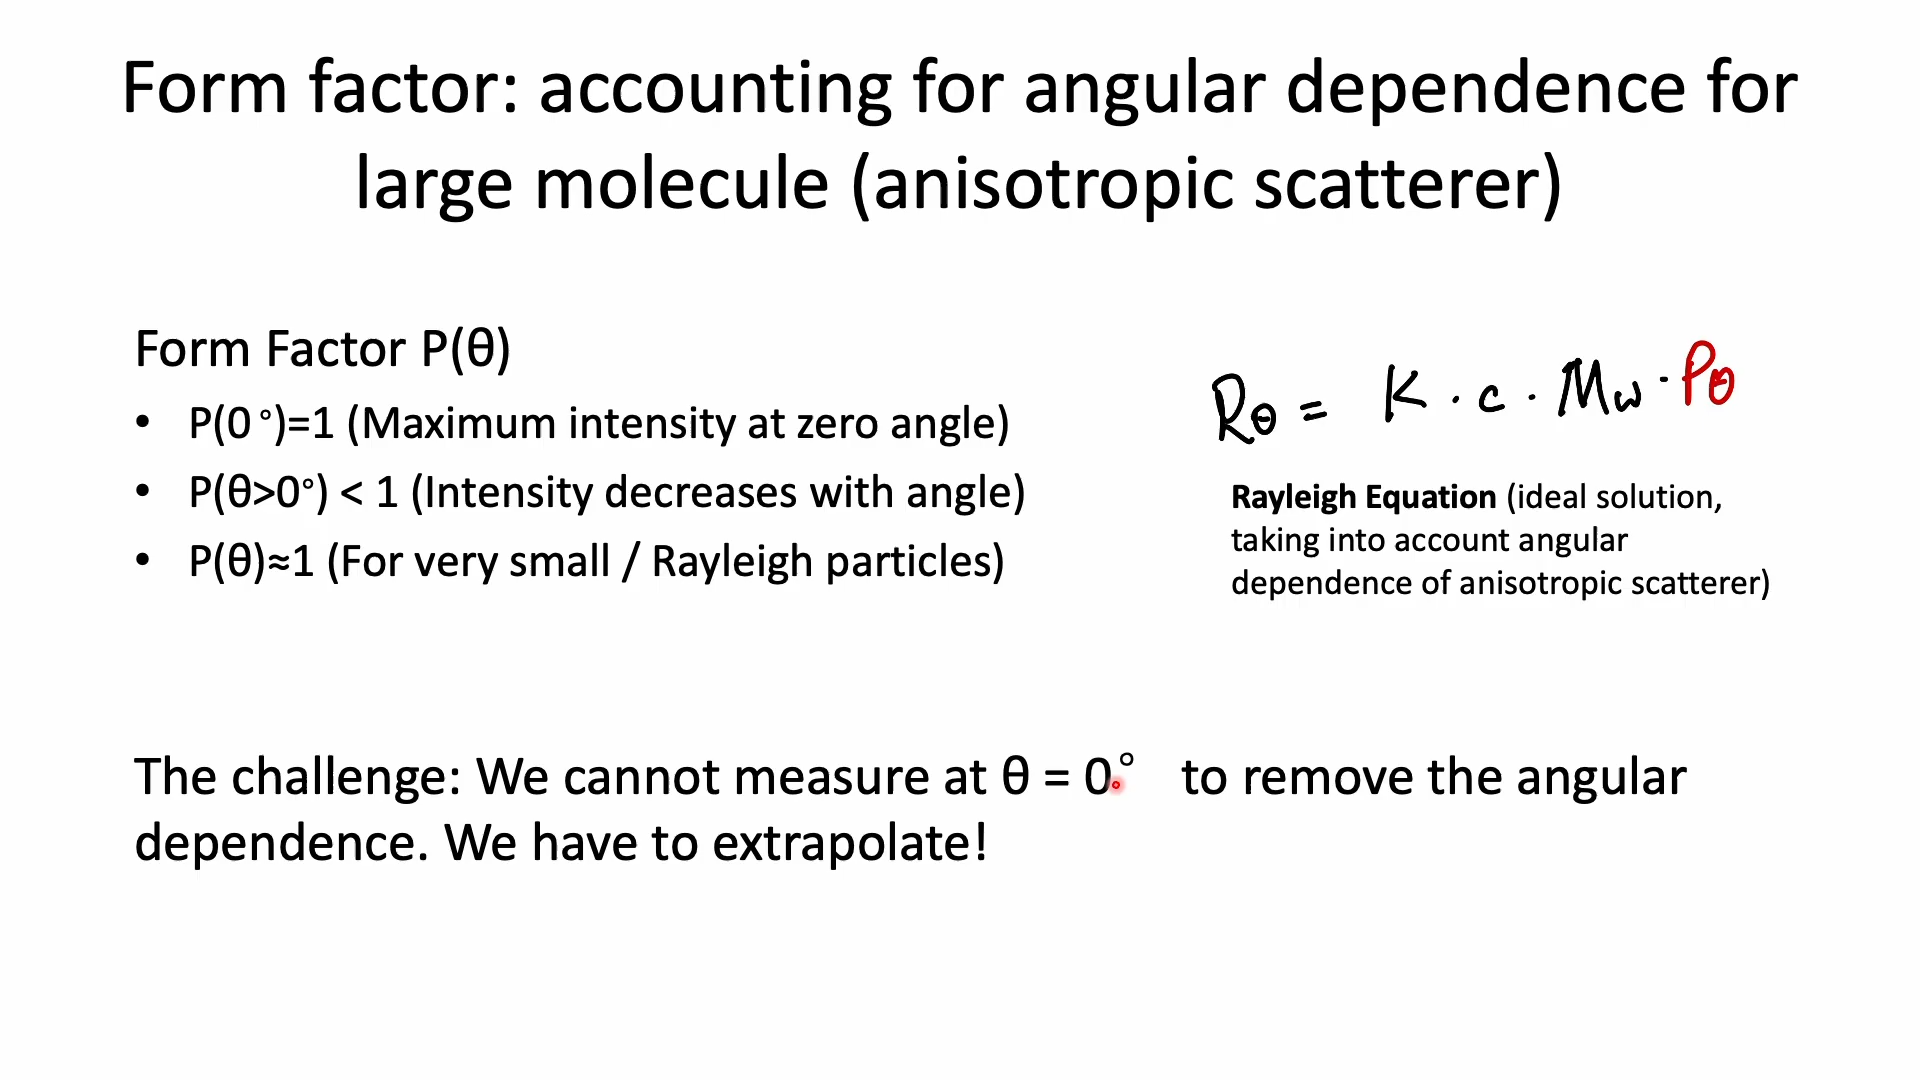 Form factor: accounting for angular dependence for
large molecule (anisotropic scatterer)
Form Factor P(θ)
• P(0°)=1 (Maximum intensity at zero angle)
• P(θ>0°) < 1 (Intensity decreases with angle)
• P(θ)≈1 (For very small / Rayleigh particles)
Rθ = K · c · Mw · Pθ
Rayleigh Equation (ideal solution,
taking into account angular
dependence of anisotropic scatterer)
The challenge: We cannot measure at θ = 0° to remove the angular
dependence. We have to extrapolate!